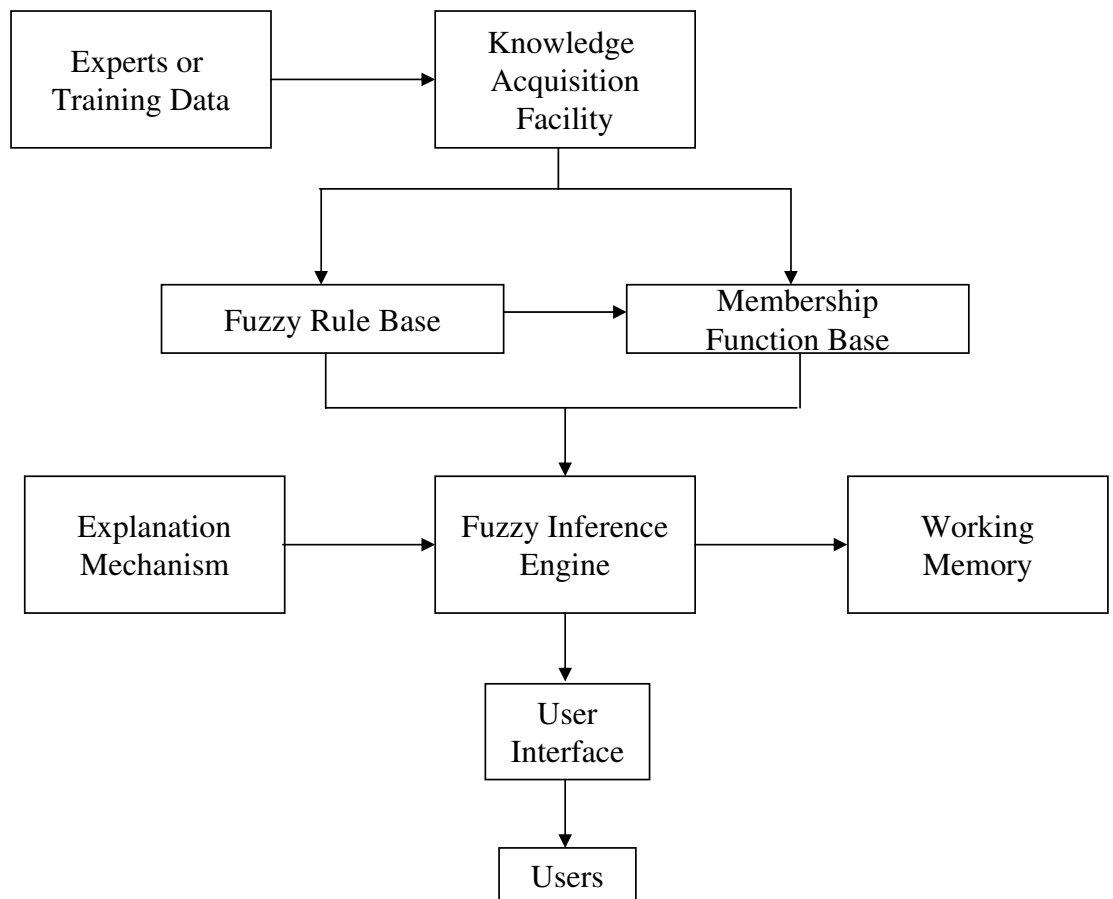 Experts or
Training Data
Knowledge
Acquisition
Facility
Fuzzy Rule Base
Membership
Function Base
Explanation
Mechanism
Fuzzy Inference
Engine
Working
Memory
User
Interface
Users